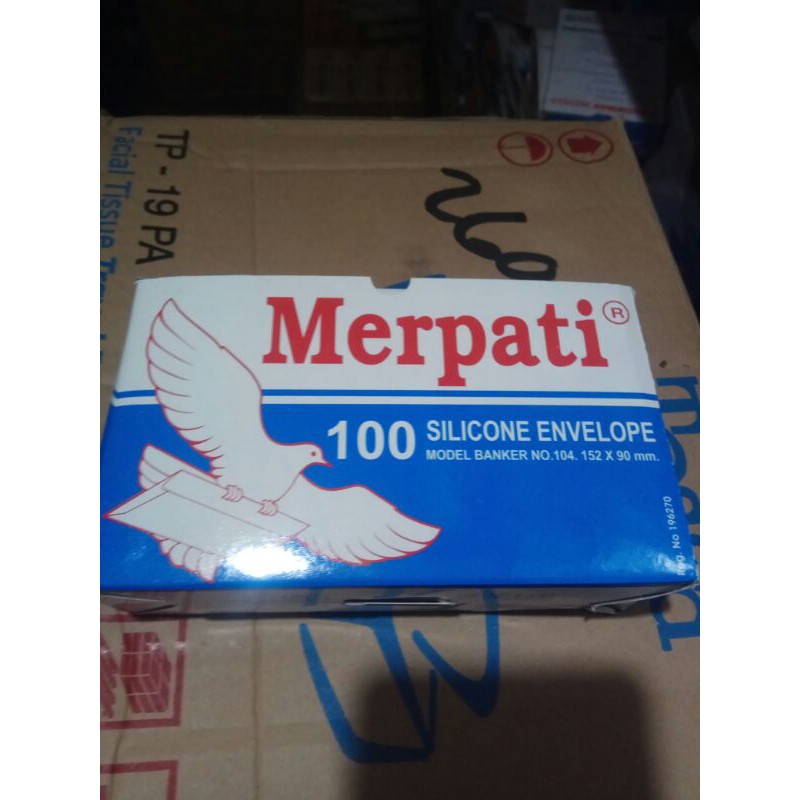 TP - 19 PA
Facial Tissue
260
Merpati®
100 SILICONE ENVELOPE
MODEL BANKER NO.104. 152 X 90 mm.
Reg. No 196270